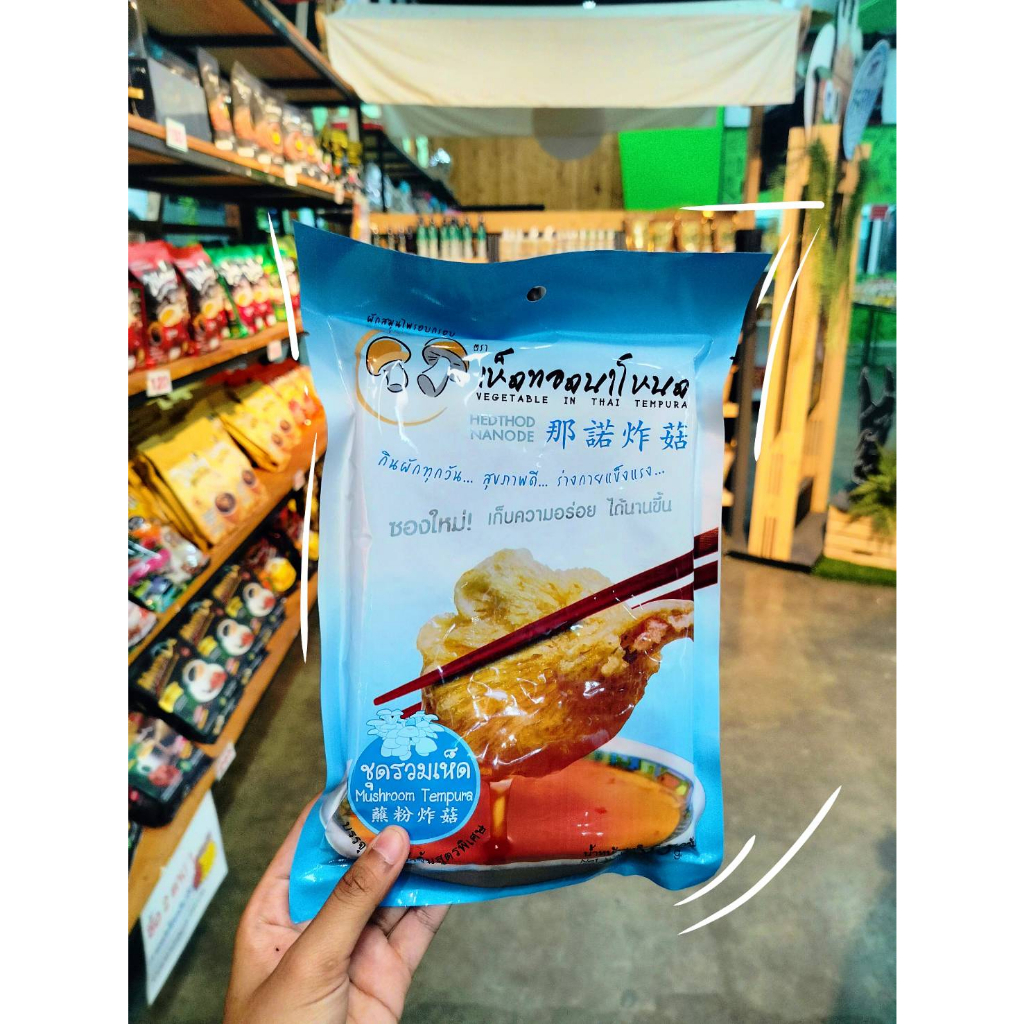 ผักสมุนไพรอบกรอบ
ตรา
เห็ดทอดนาโหนด
VEGETABLE IN THAI TEMPURA
HEDTHOD
NANODE
那諾炸菇
กินผักทุกวัน... สุขภาพดี... ร่างกายแข็งแรง...
ซองใหม่! เก็บความอร่อย ได้นานขึ้น
ชุดรวมเห็ด
Mushroom Tempura
蘸粉炸菇
120